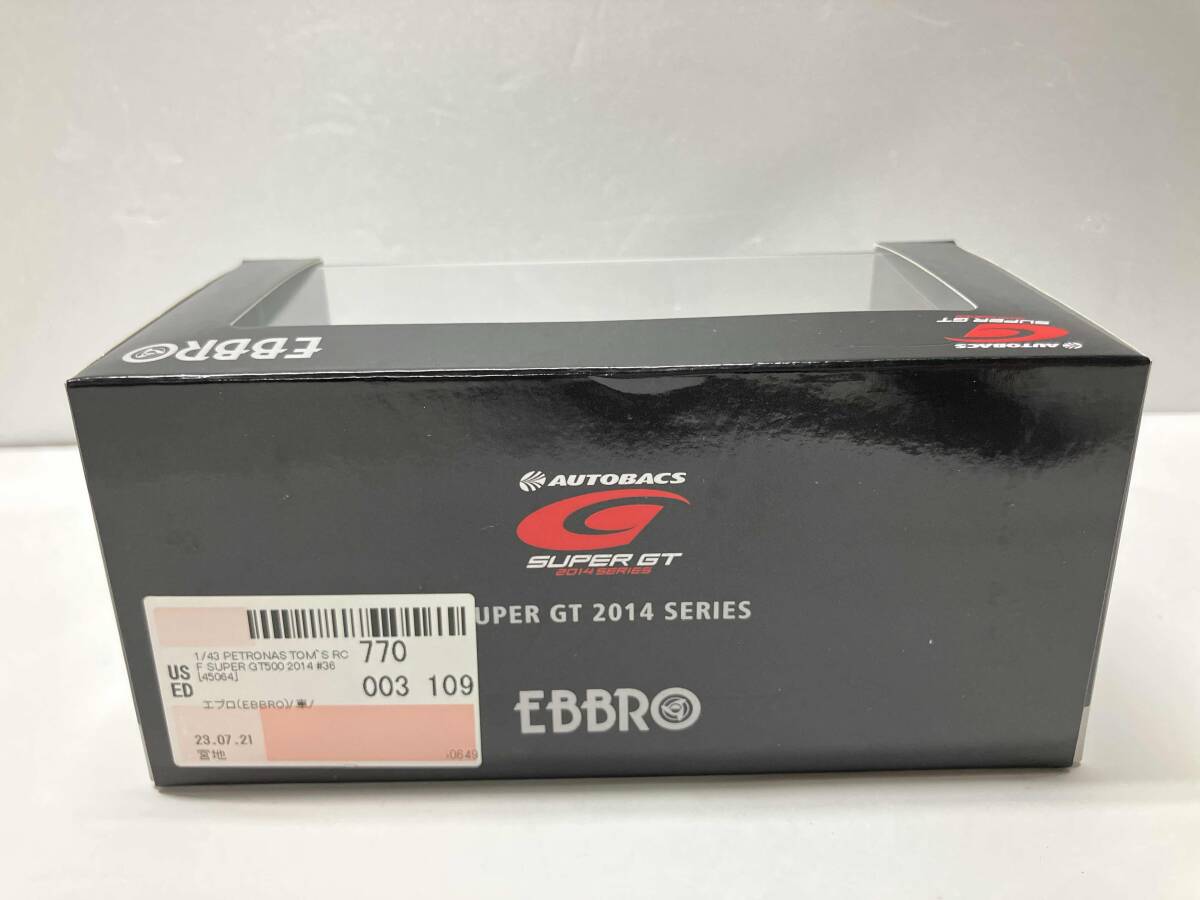 EBBRO
SUPER GT
AUTOBACS
AUTOBACS
SUPER GT
2014 SERIES
UPER GT 2014 SERIES
EBBRO
1/43 PETRONAS TOM`S RC
F SUPER GT500 2014 #36
[45064]
770
US
ED
003 109
エブロ(EBBRO)/車/
23.07.21
宮地
0649